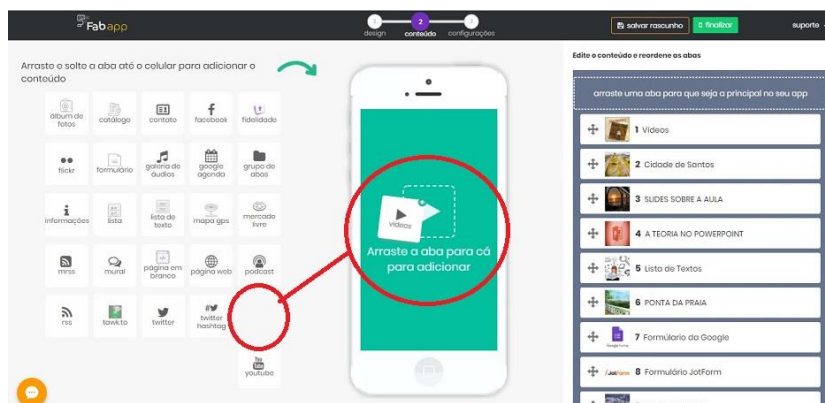 Fabapp
1
2
3
design
conteúdo
configurações
salvar rascunho
finalizar
suporte
Arraste e solte a aba até o celular para adicionar o
conteúdo
álbum de
fotos
catálogo
contato
facebook
fidelidade
flickr
formulário
galeria de
áudios
google
agenda
grupo de
abas
informações
lista
lista de
texto
mapa gps
mercado
livre
mrss
mural
página em
branco
página web
podcast
rss
tawk.to
twitter
twitter
hashtag
youtube
vídeos
Arraste a aba para cá
para adicionar
Edite o conteúdo e reordene as abas
arraste uma aba para que seja a principal no seu app
1 Vídeos
2 Cidade de Santos
3 SLIDES SOBRE A AULA
4 A TEORIA NO POWERPOINT
5 Lista de Textos
6 PONTA DA PRAIA
7 Formúlario do Google
8 Formulário JotForm